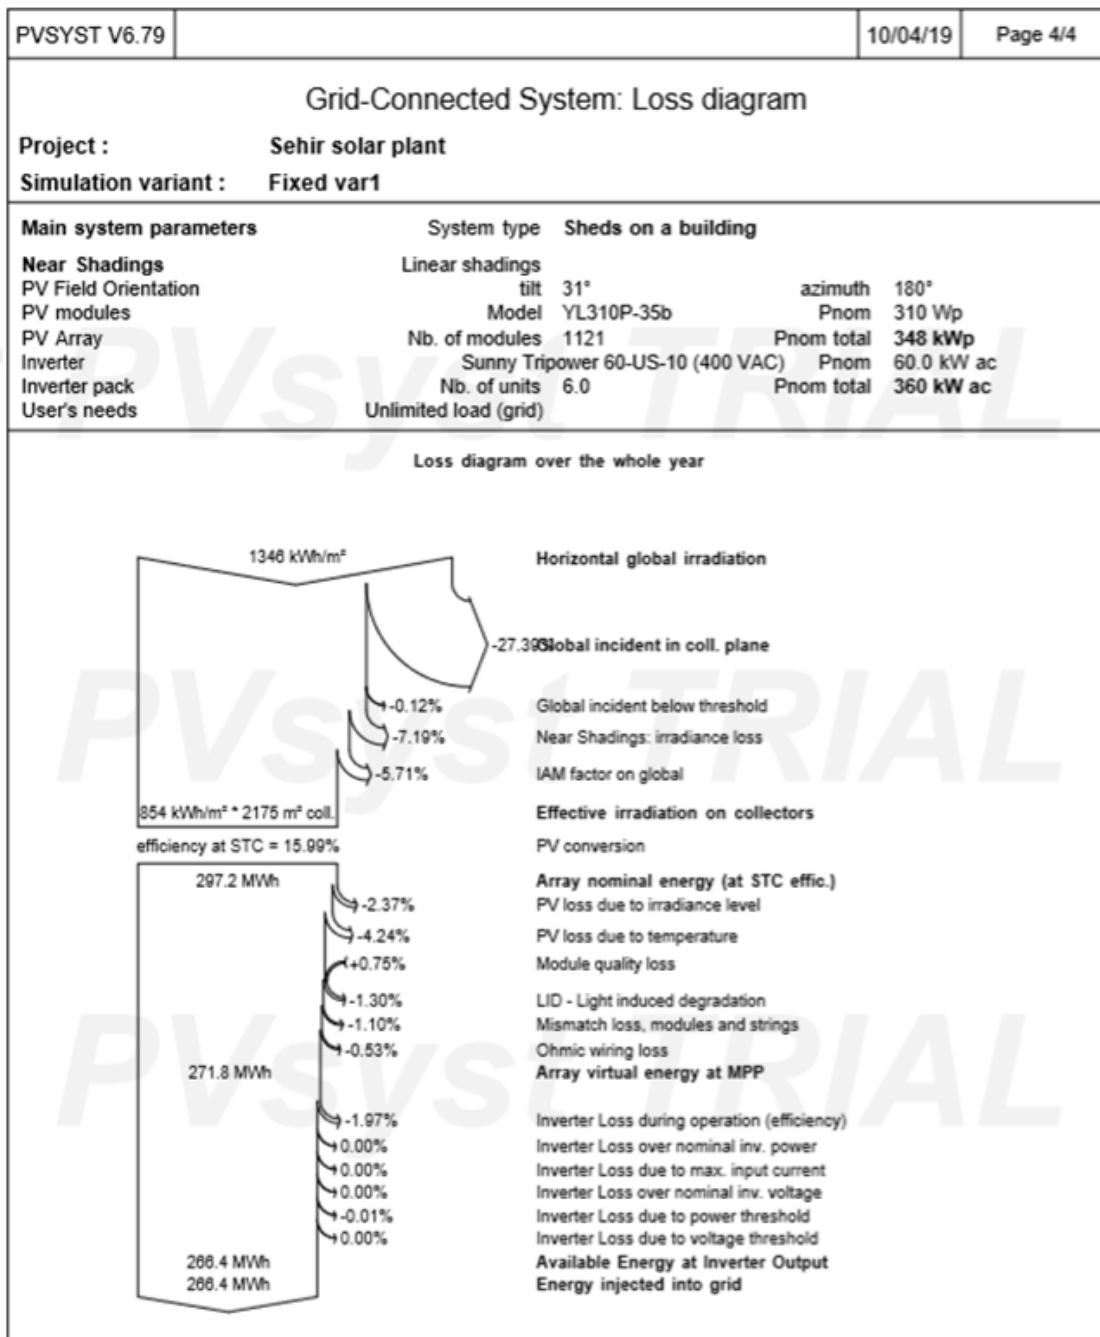 PVSYST V6.79 10/04/19 Page 4/4
Grid-Connected System: Loss diagram
Project : Sehir solar plant
Simulation variant : Fixed var1
Main system parameters System type Sheds on a building
Near Shadings Linear shadings
PV Field Orientation tilt 31° azimuth 180°
PV modules Model YL310P-35b Pnom 310 Wp
PV Array Nb. of modules 1121 Pnom total 348 kWp
Inverter Sunny Tripower 60-US-10 (400 VAC) Pnom 60.0 kW ac
Inverter pack Nb. of units 6.0 Pnom total 360 kW ac
User's needs Unlimited load (grid)
PVsyst TRIAL
Loss diagram over the whole year
1346 kWh/m² Horizontal global irradiation
-27.39% Global incident in coll. plane
-0.12% Global incident below threshold
PVsyst TRIAL
-7.19% Near Shadings: irradiance loss
-5.71% IAM factor on global
854 kWh/m² * 2175 m² coll. Effective irradiation on collectors
efficiency at STC = 15.99% PV conversion
297.2 MWh Array nominal energy (at STC effic.)
-2.37% PV loss due to irradiance level
-4.24% PV loss due to temperature
+0.75% Module quality loss
-1.30% LID - Light induced degradation
-1.10% Mismatch loss, modules and strings
-0.53% Ohmic wiring loss
271.8 MWh Array virtual energy at MPP
PVsyst TRIAL
-1.97% Inverter Loss during operation (efficiency)
0.00% Inverter Loss over nominal inv. power
0.00% Inverter Loss due to max. input current
0.00% Inverter Loss over nominal inv. voltage
-0.01% Inverter Loss due to power threshold
0.00% Inverter Loss due to voltage threshold
266.4 MWh Available Energy at Inverter Output
266.4 MWh Energy injected into grid